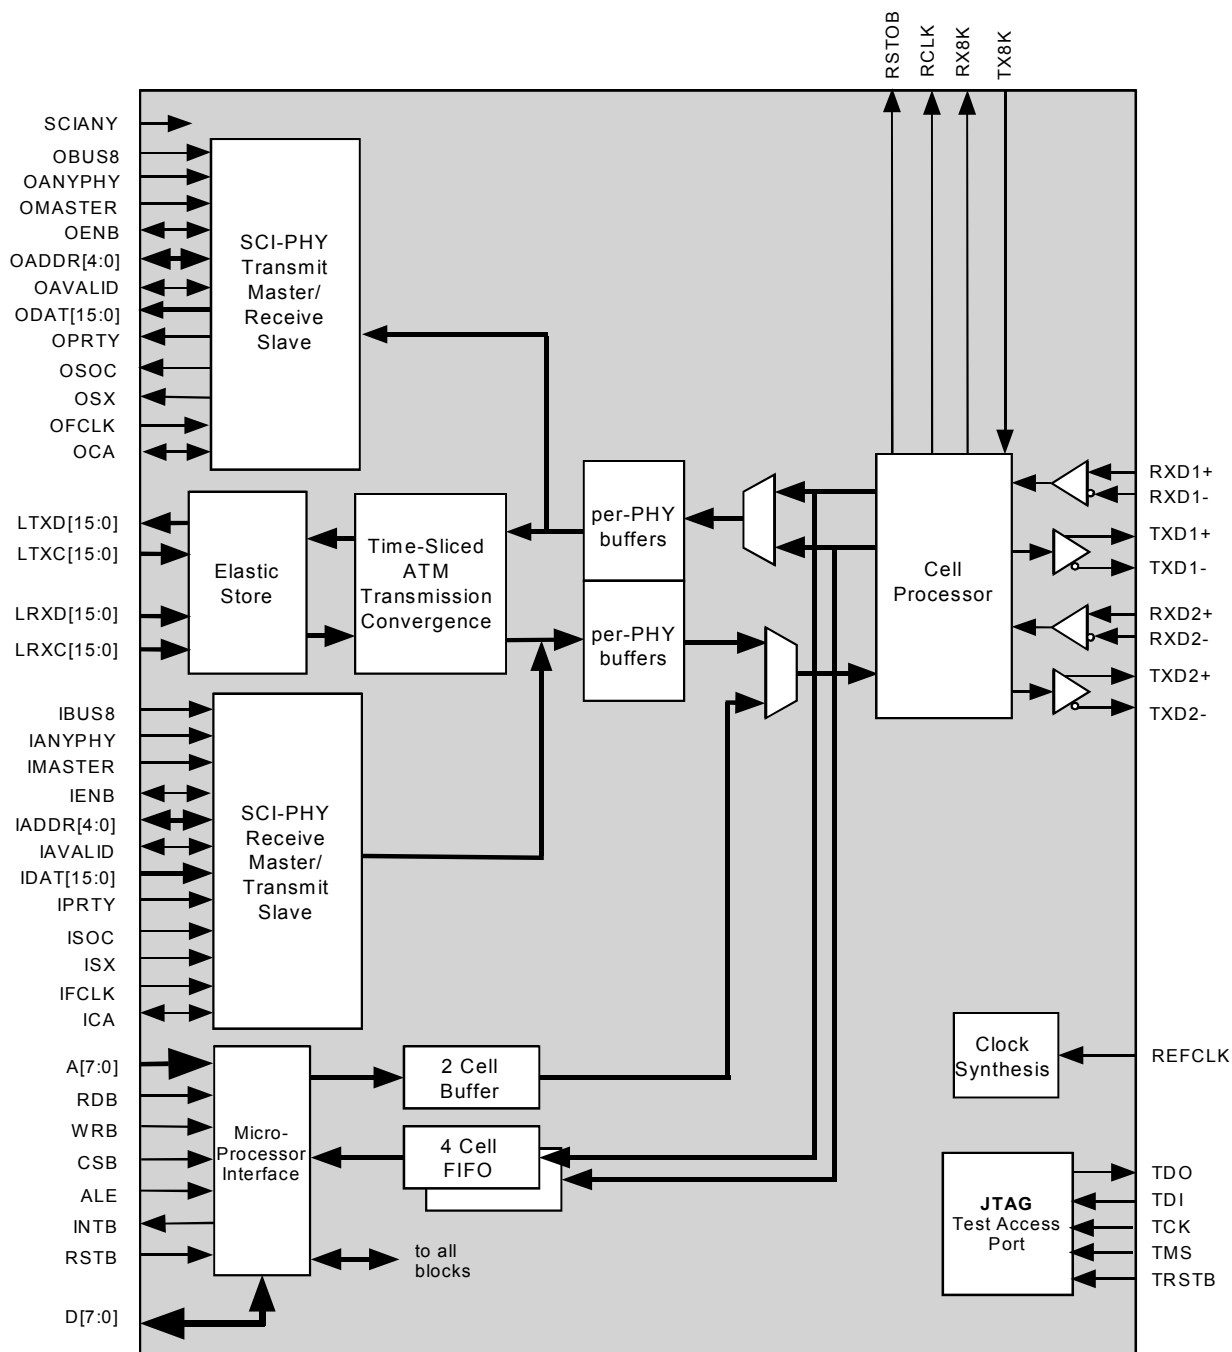 RSTOB
RCLK
RX8K
TX8K
SCIANY
OBUS8
OANYPHY
OMASTER
OENB
OADDR[4:0]
OAVALID
ODAT[15:0]
OPRTY
OSOC
OSX
OFCLK
OCA
SCI-PHY
Transmit
Master/
Receive
Slave
LTXD[15:0]
LTXC[15:0]
LRXD[15:0]
LRXC[15:0]
Elastic
Store
Time-Sliced
ATM
Transmission
Convergence
per-PHY
buffers
per-PHY
buffers
Cell
Processor
RXD1+
RXD1-
TXD1+
TXD1-
RXD2+
RXD2-
TXD2+
TXD2-
IBUS8
IANYPHY
IMASTER
IENB
IADDR[4:0]
IAVALID
IDAT[15:0]
IPRTY
ISOC
ISX
IFCLK
ICA
SCI-PHY
Receive
Master/
Transmit
Slave
A[7:0]
RDB
WRB
CSB
ALE
INTB
RSTB
D[7:0]
Micro-
Processor
Interface
2 Cell
Buffer
4 Cell
FIFO
to all
blocks
Clock
Synthesis
REFCLK
JTAG
Test Access
Port
TDO
TDI
TCK
TMS
TRSTB